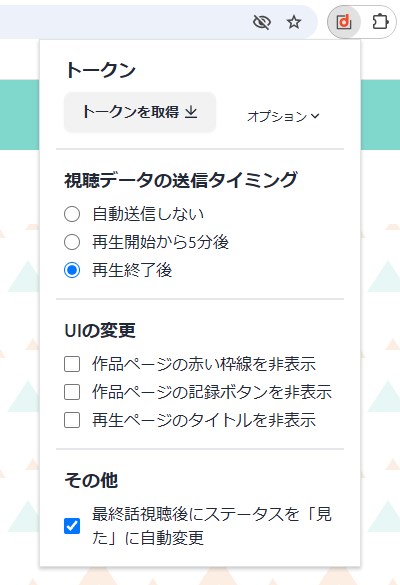 トークン
トークンを取得
オプション
視聴データの送信タイミング
自動送信しない
再生開始から5分後
再生終了後
UIの変更
作品ページの赤い枠線を非表示
作品ページの記録ボタンを非表示
再生ページのタイトルを非表示
その他
最終話視聴後にステータスを「見
た」に自動変更